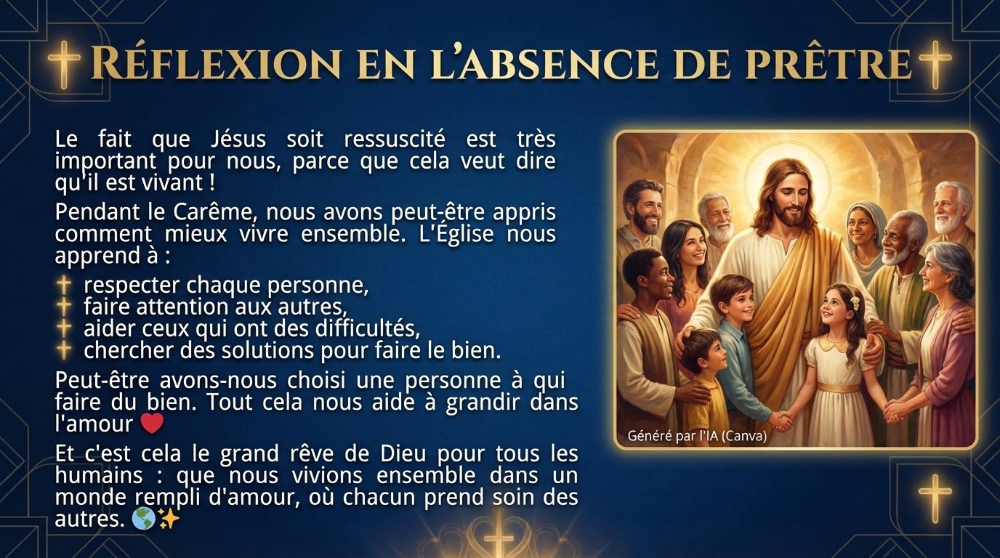 RÉFLEXION EN L'ABSENCE DE PRÊTRE
Le fait que Jésus soit ressuscité est très
important pour nous, parce que cela veut dire
qu'il est vivant !
Pendant le Carême, nous avons peut-être appris
comment mieux vivre ensemble. L'Église nous
apprend à :
✝ respecter chaque personne,
✝ faire attention aux autres,
✝ aider ceux qui ont des difficultés,
✝ chercher des solutions pour faire le bien.
Peut-être avons-nous choisi une personne à qui
faire du bien. Tout cela nous aide à grandir dans
l'amour ❤️
Et c'est cela le grand rêve de Dieu pour tous les
humains : que nous vivions ensemble dans un
monde rempli d'amour, où chacun prend soin des
autres. 🌎✨
Généré par l'IA (Canva)